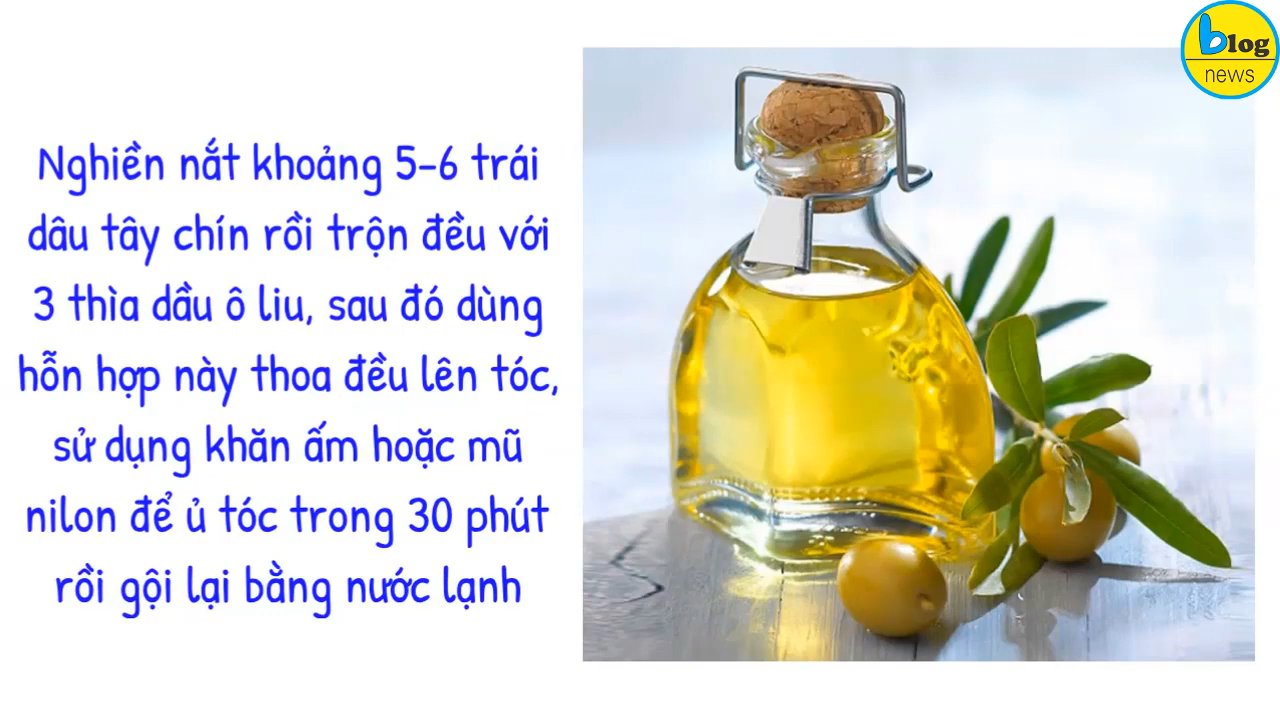 Nghiền nắt khoảng 5-6 trái
dâu tây chín rồi trộn đều với
3 thìa dầu ô liu, sau đó dùng
hỗn hợp này thoa đều lên tóc,
sử dụng khăn ấm hoặc mũ
nilon để ủ tóc trong 30 phút
rồi gội lại bằng nước lạnh
blog
news